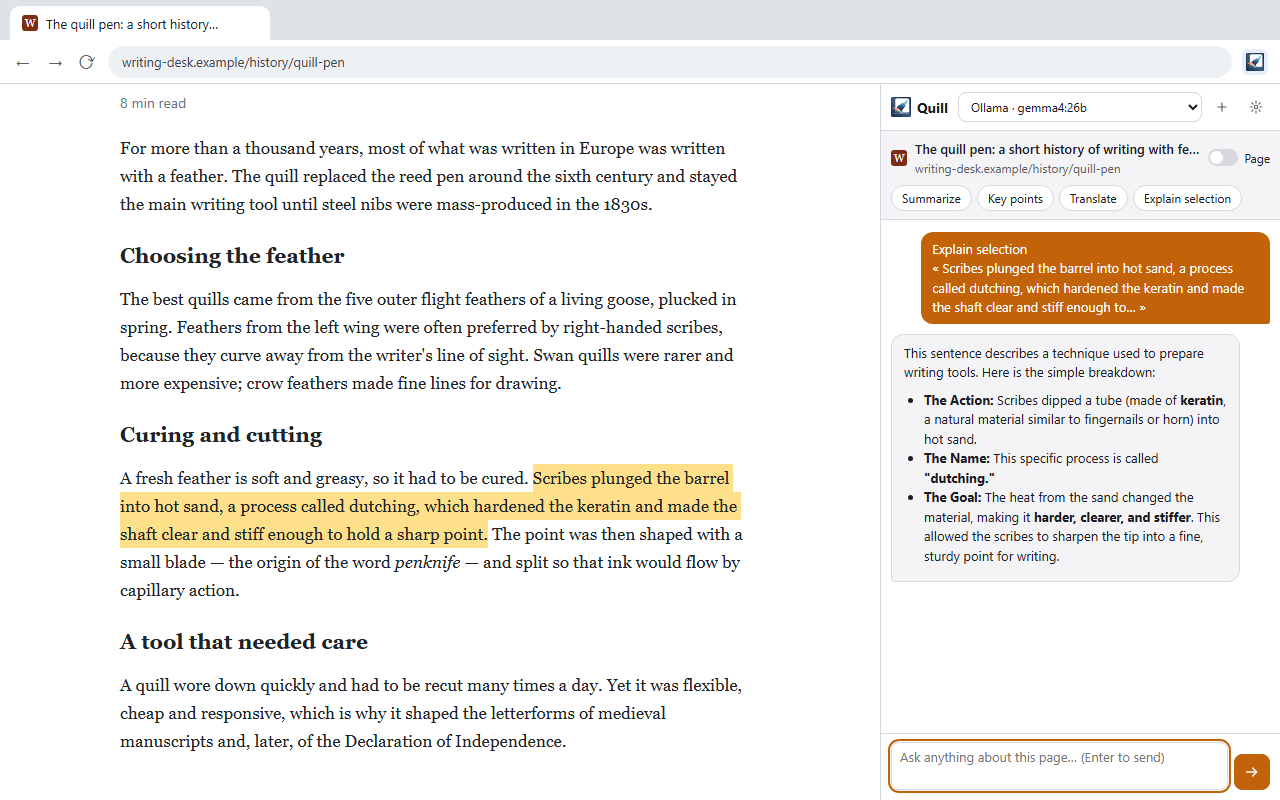 W The quill pen: a short history...
writing-desk.example/history/quill-pen
8 min read
For more than a thousand years, most of what was written in Europe was written
with a feather. The quill replaced the reed pen around the sixth century and stayed
the main writing tool until steel nibs were mass-produced in the 1830s.
Choosing the feather
The best quills came from the five outer flight feathers of a living goose, plucked in
spring. Feathers from the left wing were often preferred by right-handed scribes,
because they curve away from the writer's line of sight. Swan quills were rarer and
more expensive; crow feathers made fine lines for drawing.
Curing and cutting
A fresh feather is soft and greasy, so it had to be cured. Scribes plunged the barrel
into hot sand, a process called dutching, which hardened the keratin and made the
shaft clear and stiff enough to hold a sharp point. The point was then shaped with a
small blade — the origin of the word penknife — and split so that ink would flow by
capillary action.
A tool that needed care
A quill wore down quickly and had to be recut many times a day. Yet it was flexible,
cheap and responsive, which is why it shaped the letterforms of medieval
manuscripts and, later, of the Declaration of Independence.
Quill
Ollama · gemma4:26b
W The quill pen: a short history of writing with fe...
writing-desk.example/history/quill-pen
Page
Summarize
Key points
Translate
Explain selection
Explain selection
« Scribes plunged the barrel into hot sand, a process
called dutching, which hardened the keratin and made
the shaft clear and stiff enough to... »
This sentence describes a technique used to prepare
writing tools. Here is the simple breakdown:
• The Action: Scribes dipped a tube (made of keratin,
a natural material similar to fingernails or horn) into
hot sand.
• The Name: This specific process is called
"dutching."
• The Goal: The heat from the sand changed the
material, making it harder, clearer, and stiffer. This
allowed the scribes to sharpen the tip into a fine,
sturdy point for writing.
Ask anything about this page... (Enter to send)